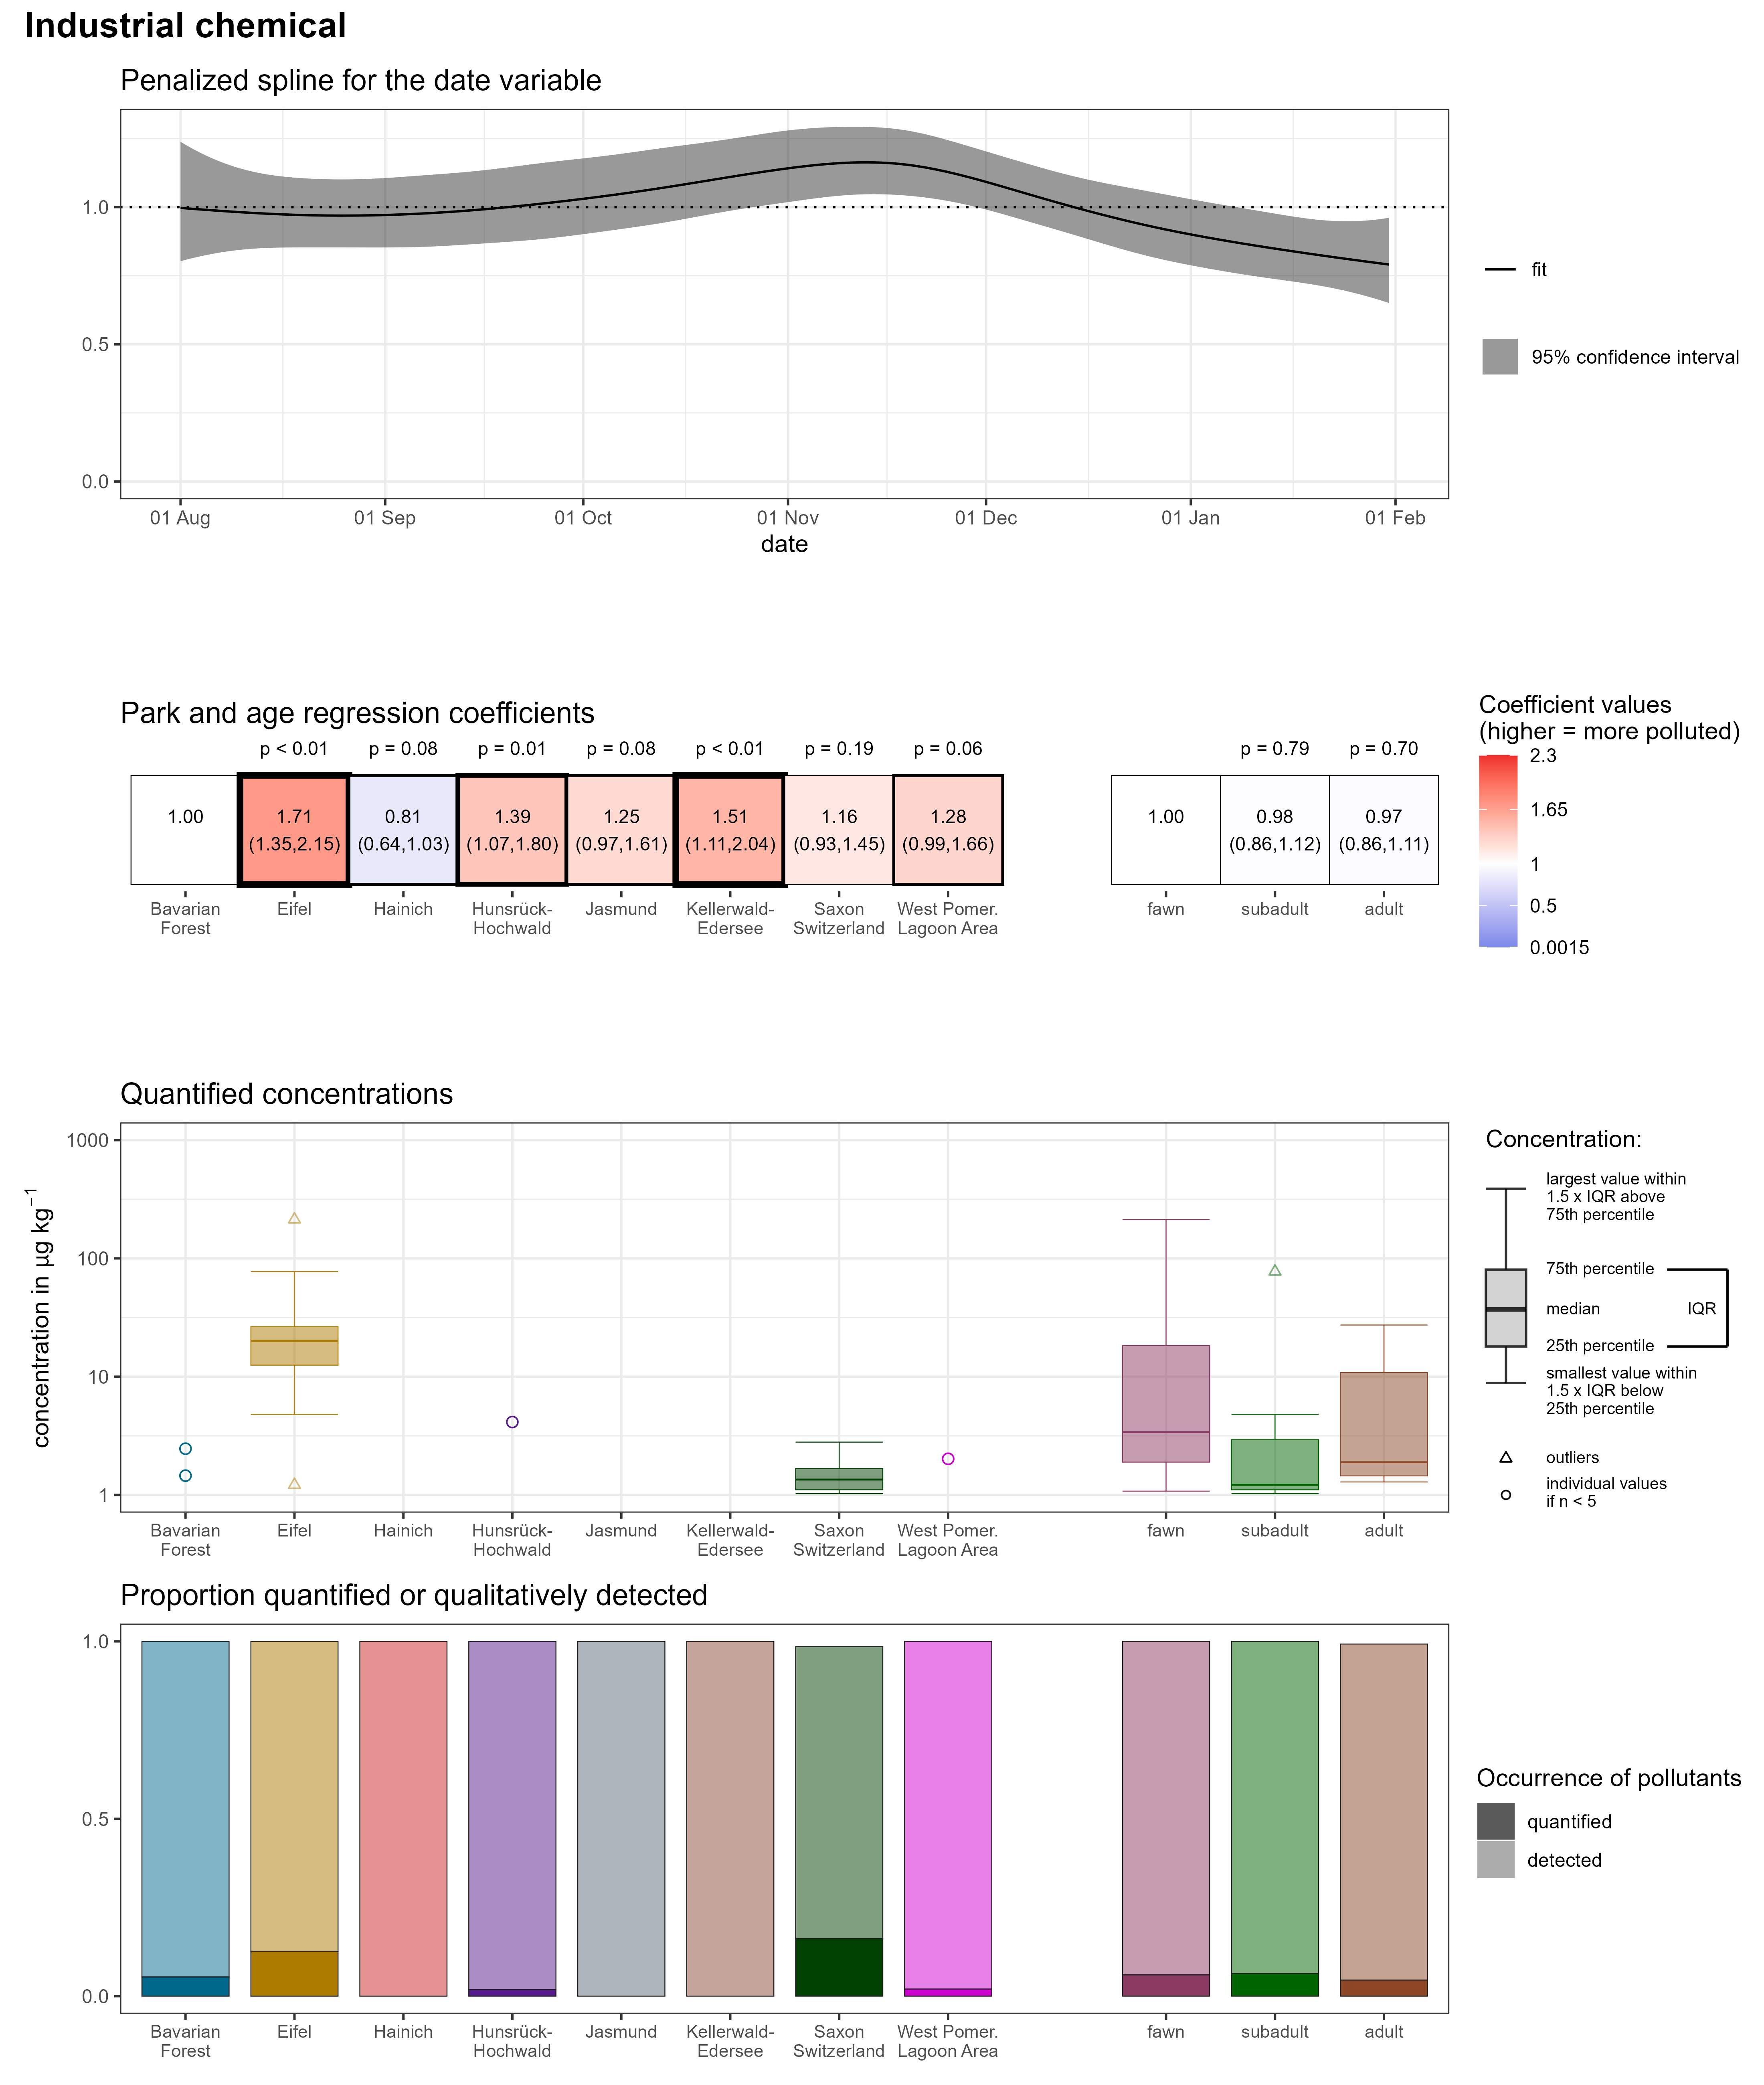 Industrial chemical
Penalized spline for the date variable
1.0
0.5
0.0
01 Aug 01 Sep 01 Oct 01 Nov 01 Dec 01 Jan 01 Feb
date
fit
95% confidence interval
Park and age regression coefficients
p < 0.01 p = 0.08 p = 0.01 p = 0.08 p < 0.01 p = 0.19 p = 0.06 p = 0.79 p = 0.70
1.00 1.71 0.81 1.39 1.25 1.51 1.16 1.28 1.00 0.98 0.97
(1.35,2.15) (0.64,1.03) (1.07,1.80) (0.97,1.61) (1.11,2.04) (0.93,1.45) (0.99,1.66) (0.86,1.12) (0.86,1.11)
Bavarian Eifel Hainich Hunsrück- Jasmund Kellerwald- Saxon West Pomer. fawn subadult adult
Forest Hochwald Edersee Switzerland Lagoon Area
Coefficient values
(higher = more polluted)
2.3
1.65
1
0.5
0.0015
Quantified concentrations
concentration in µg kg⁻¹
1000
100
10
1
Bavarian Eifel Hainich Hunsrück- Jasmund Kellerwald- Saxon West Pomer. fawn subadult adult
Forest Hochwald Edersee Switzerland Lagoon Area
Concentration:
largest value within
1.5 x IQR above
75th percentile
75th percentile
median IQR
25th percentile
smallest value within
1.5 x IQR below
25th percentile
outliers
individual values
if n < 5
Proportion quantified or qualitatively detected
1.0
0.5
0.0
Bavarian Eifel Hainich Hunsrück- Jasmund Kellerwald- Saxon West Pomer. fawn subadult adult
Forest Hochwald Edersee Switzerland Lagoon Area
Occurrence of pollutants
quantified
detected